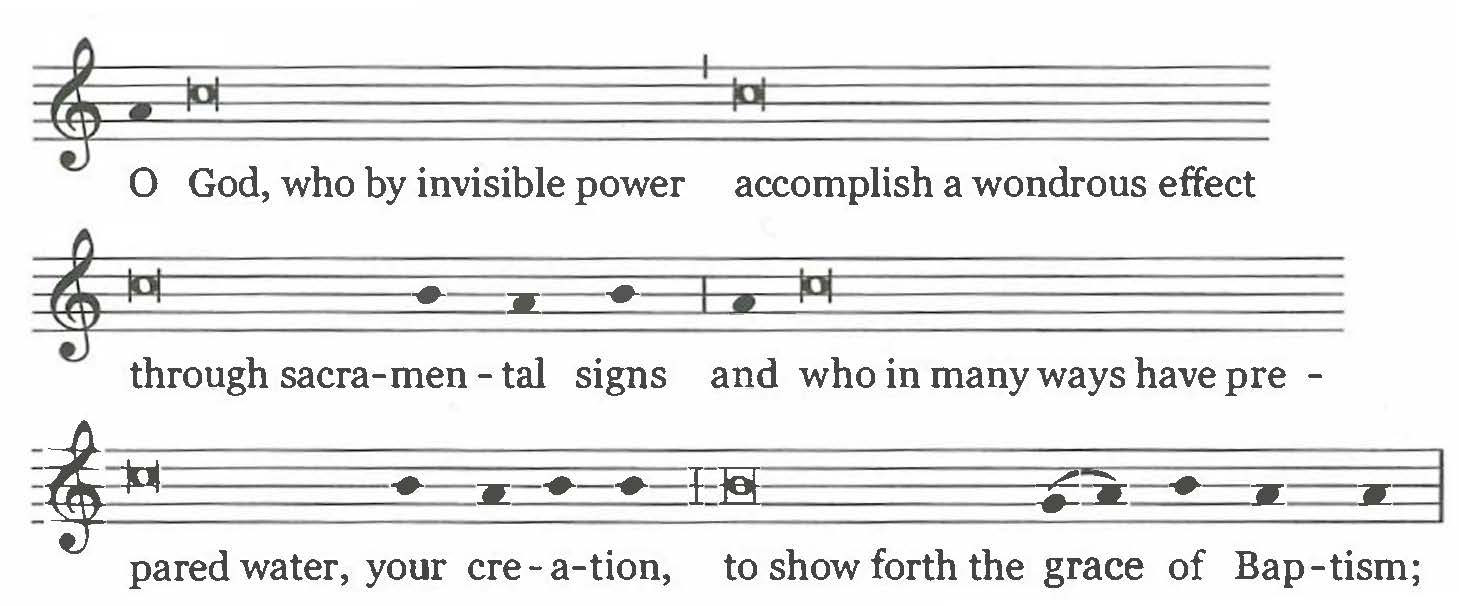 O God, who by invisible power accomplish a wondrous effect
through sacra-men - tal signs and who in many ways have pre -
pared water, your cre - a-tion, to show forth the grace of Bap-tism;